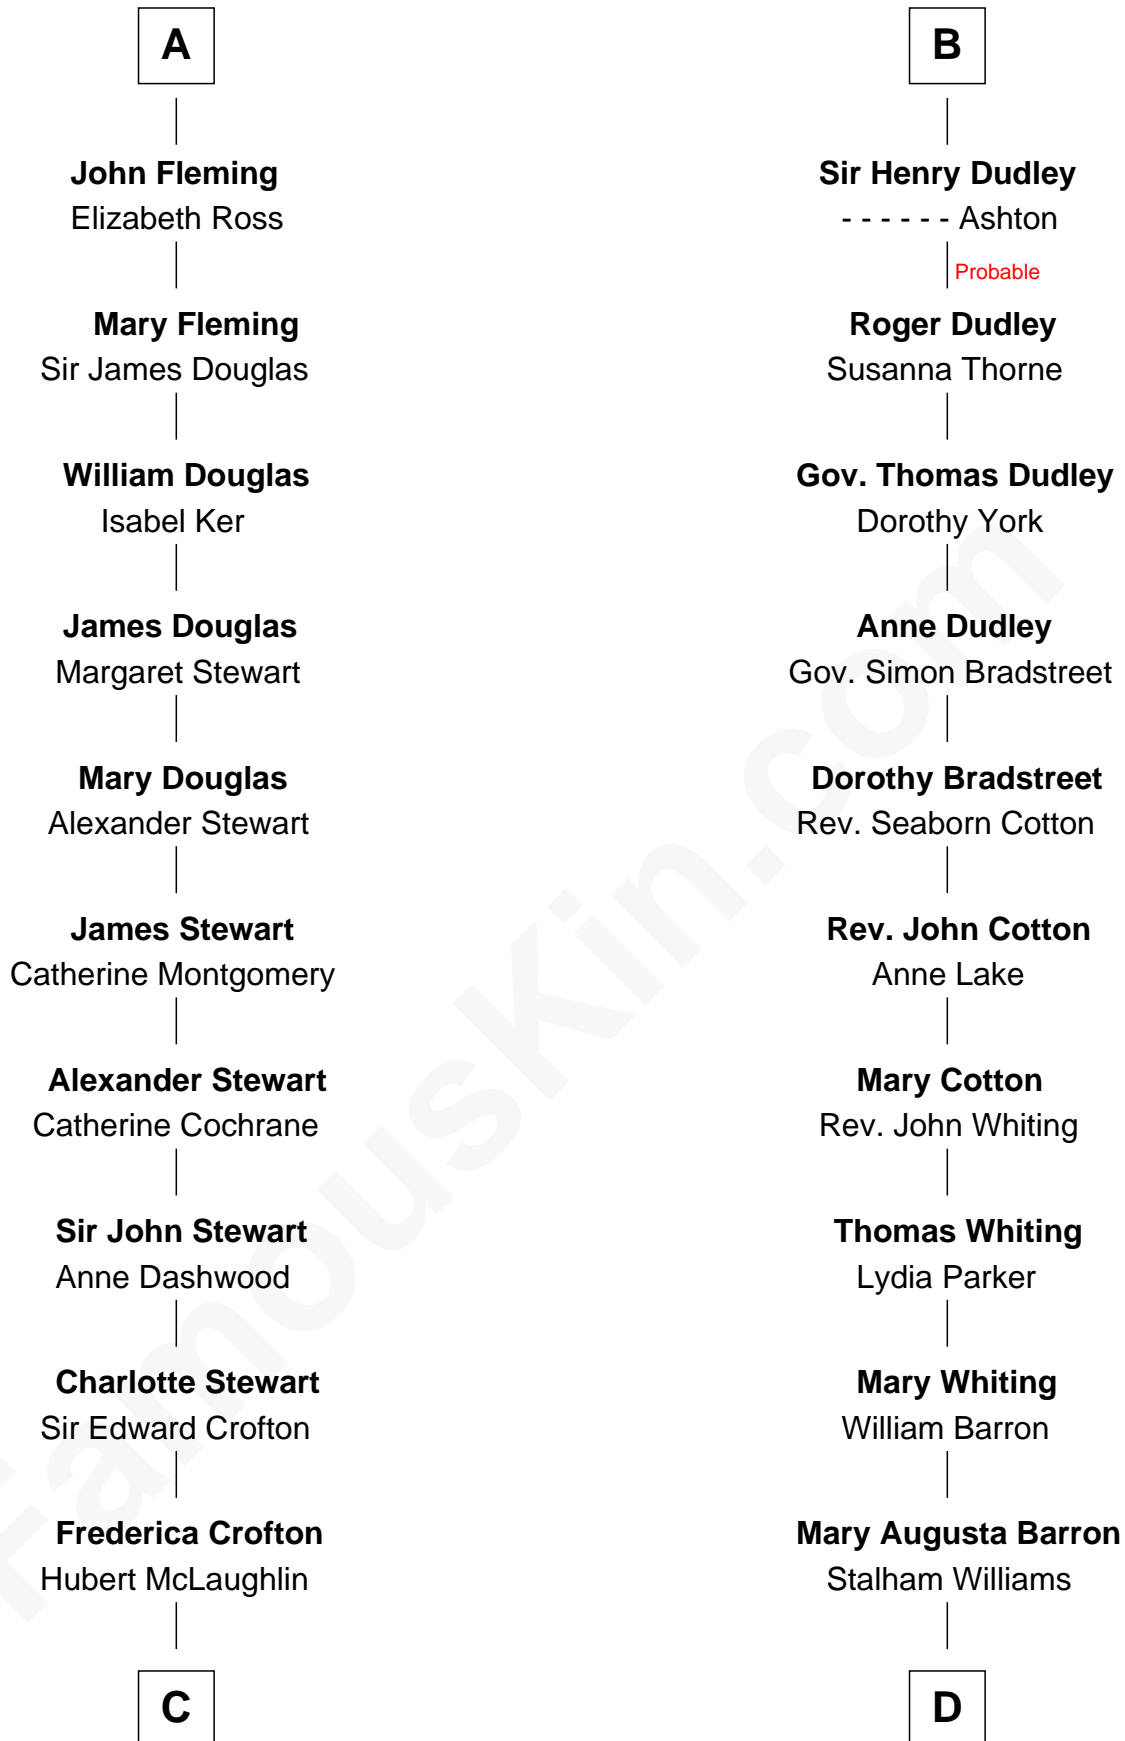 A
John Fleming
Elizabeth Ross
Mary Fleming
Sir James Douglas
William Douglas
Isabel Ker
James Douglas
Margaret Stewart
Mary Douglas
Alexander Stewart
James Stewart
Catherine Montgomery
Alexander Stewart
Catherine Cochrane
Sir John Stewart
Anne Dashwood
Charlotte Stewart
Sir Edward Crofton
Frederica Crofton
Hubert McLaughlin
C
B
Sir Henry Dudley
- - - - - - Ashton
Probable
Roger Dudley
Susanna Thorne
Gov. Thomas Dudley
Dorothy York
Anne Dudley
Gov. Simon Bradstreet
Dorothy Bradstreet
Rev. Seaborn Cotton
Rev. John Cotton
Anne Lake
Mary Cotton
Rev. John Whiting
Thomas Whiting
Lydia Parker
Mary Whiting
William Barron
Mary Augusta Barron
Stalham Williams
D
FamousKin.com